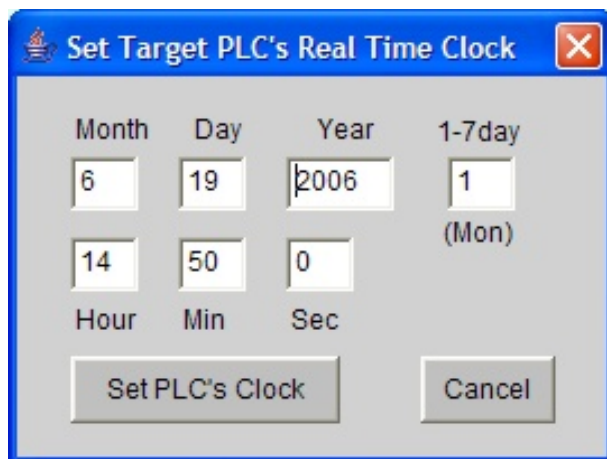 Set Target PLC's Real Time Clock
Month Day Year 1-7day
6 19 2006 1
(Mon)
14 50 0
Hour Min Sec
Set PLC's Clock Cancel